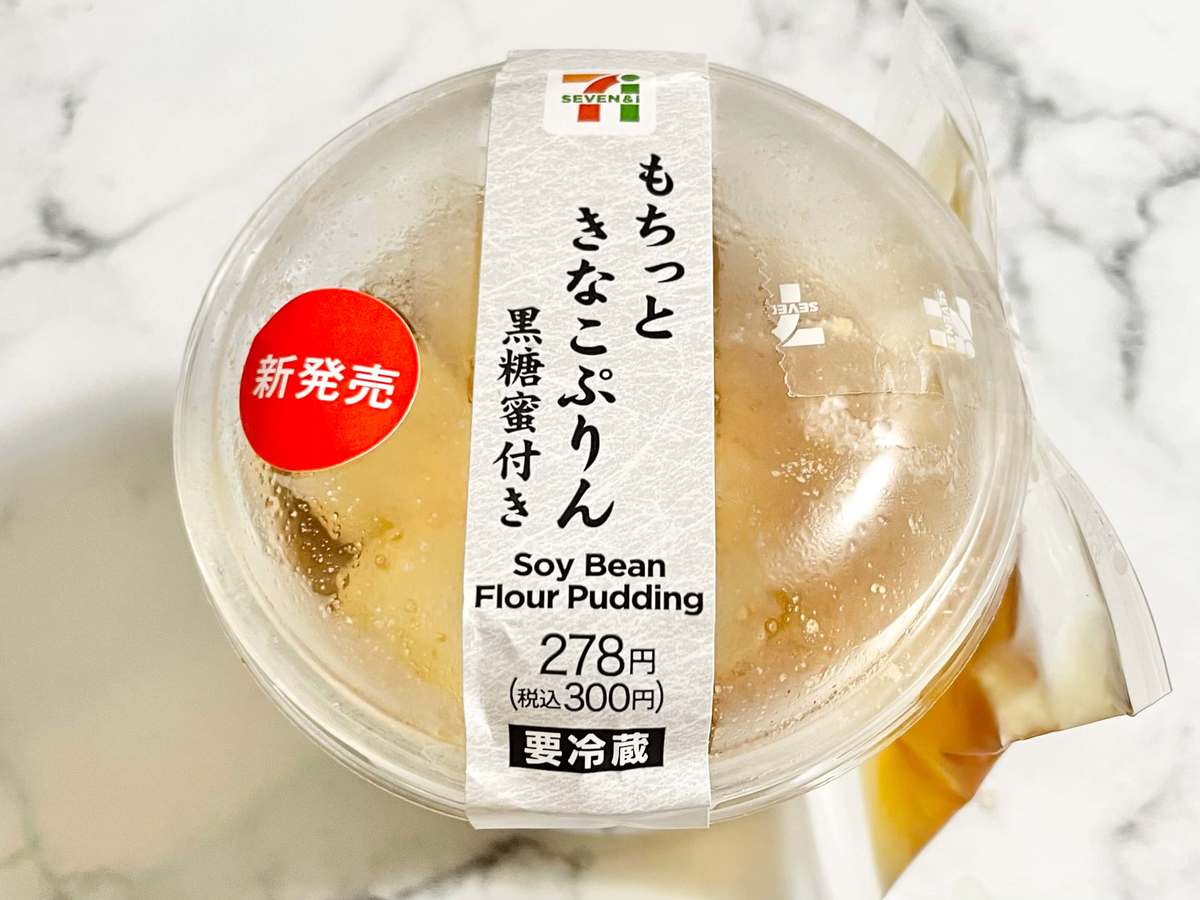 SEVEN&i
もちっと
きなこぷりん
黒糖蜜付き
新発売
Soy Bean
Flour Pudding
278円
(税込300円)
要冷蔵